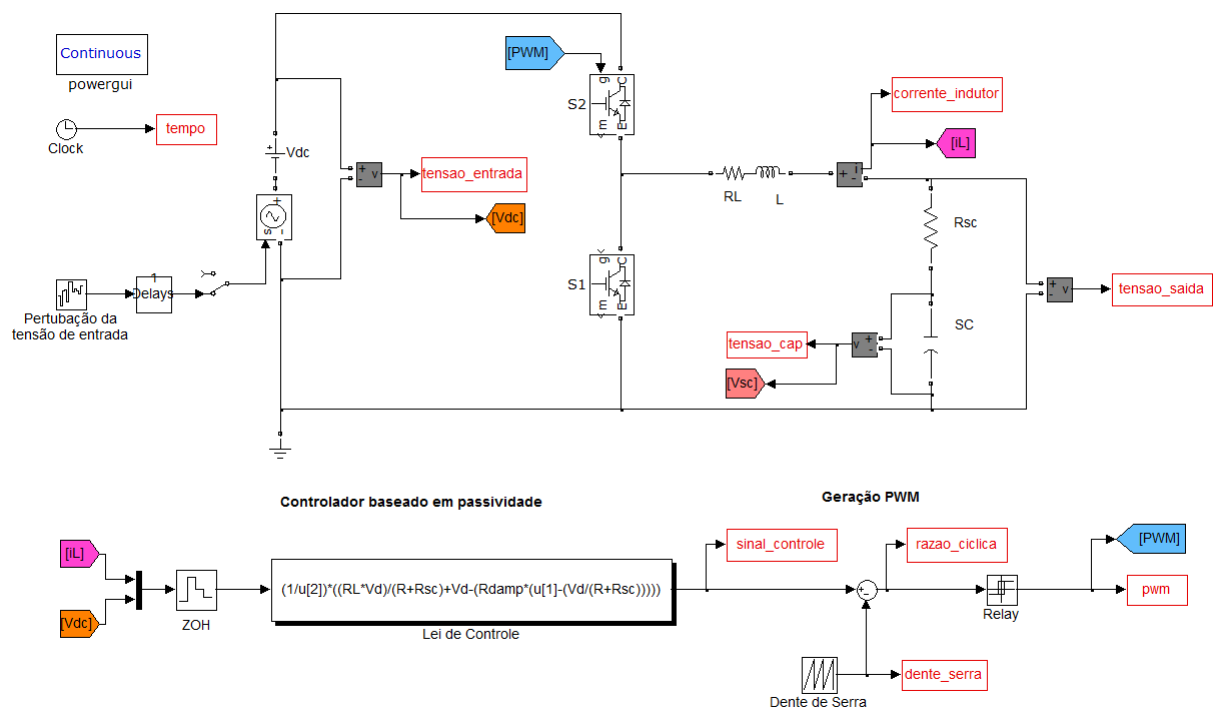 Continuous
powergui
Clock
tempo
Vdc
+
+
-
s
+
-
v
tensao_entrada
[Vdc]
1
Delays
Pertubação da
tensão de entrada
[PWM]
S2
g
C
m
E
S1
g
C
m
E
RL
L
+
-
i
corrente_indutor
[iL]
Rsc
SC
v
+
-
tensao_cap
[Vsc]
+
-
v
tensao_saida
Controlador baseado em passividade
Geração PWM
[iL]
[Vdc]
ZOH
(1/u[2])*((RL*Vd)/(R+Rsc)+Vd-(Rdamp*(u[1]-(Vd/(R+Rsc)))))
Lei de Controle
sinal_controle
razao_ciclica
Relay
[PWM]
pwm
Dente de Serra
dente_serra